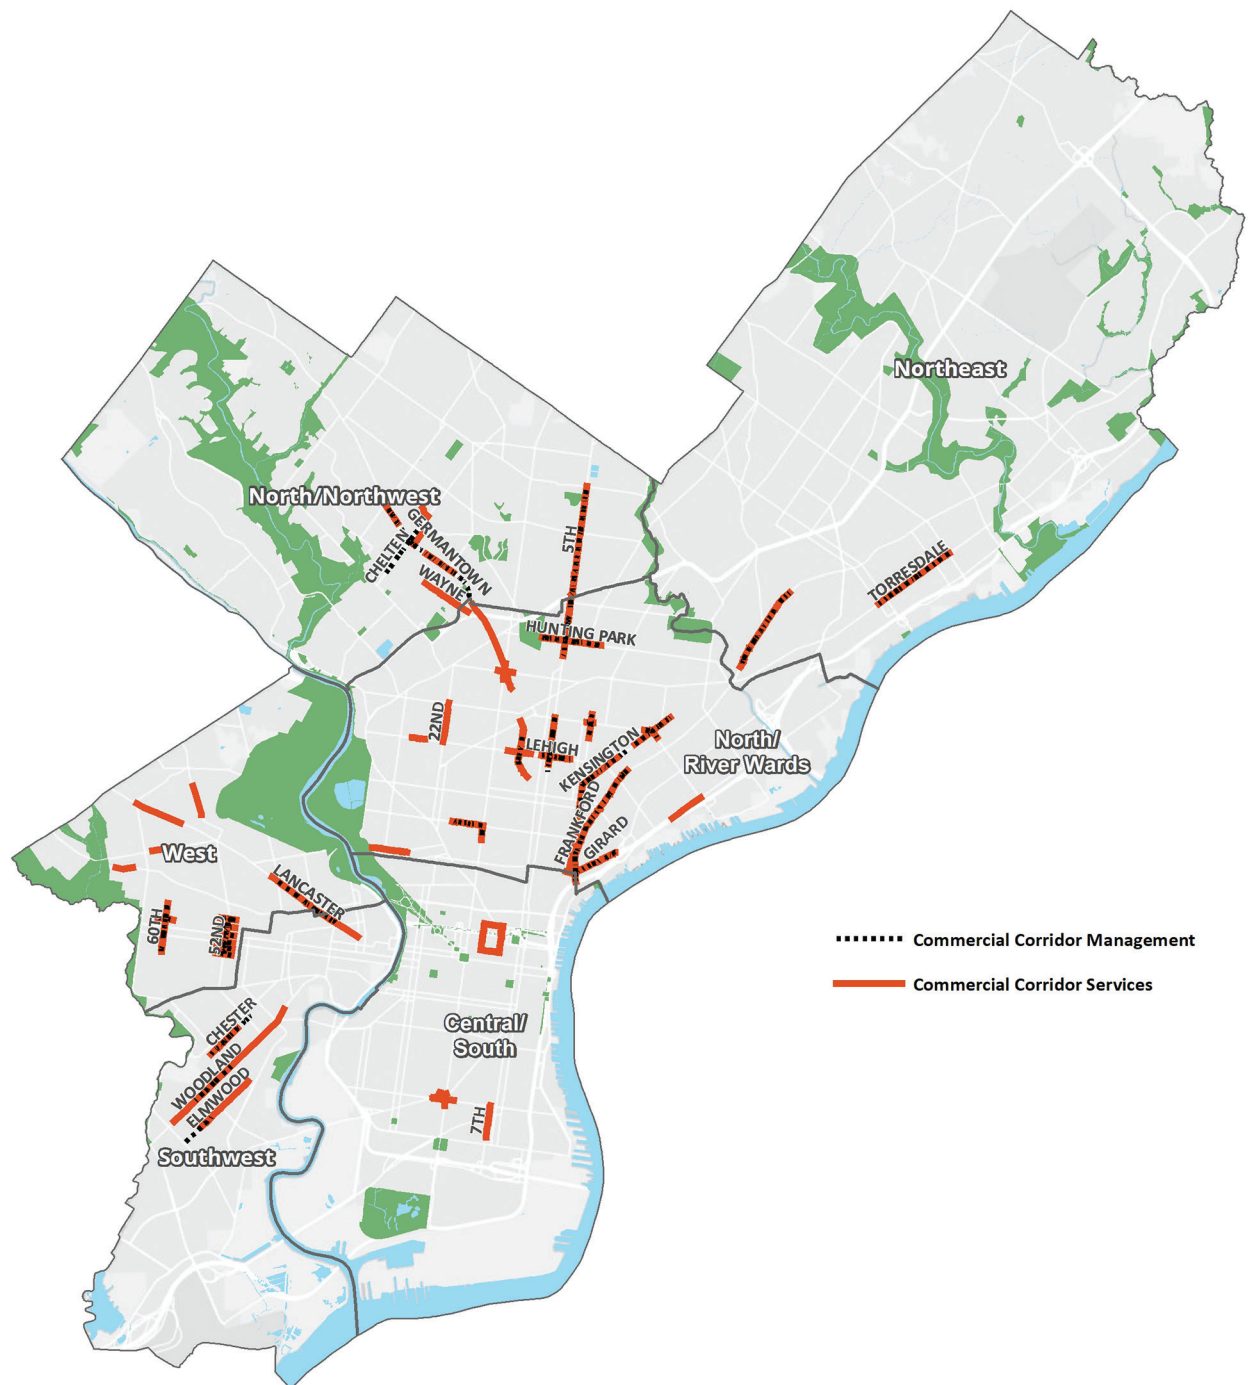 Northeast
North/Northwest
GERMANTOWN
CHELTEN
5TH
TORRESDALE
WAYNE
HUNTING PARK
22ND
LEHIGH
KENSINGTON
North/
River Wards
FRANKFORD
GIRARD
West
LANCASTER
60TH
52ND
Commercial Corridor Management
Commercial Corridor Services
CHESTER
Central/
South
WOODLAND
ELMWOOD
7TH
Southwest